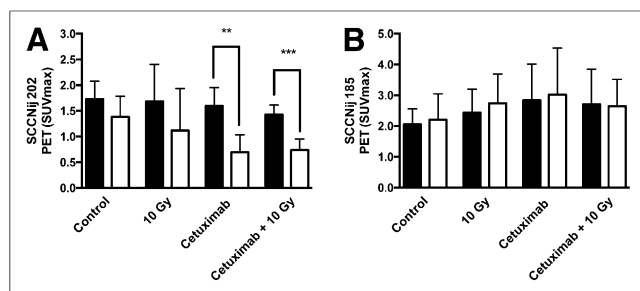 A
SCCNij 202
PET (SUVmax)
3.0
2.5
2.0
1.5
1.0
0.5
0.0
**
***
Control
10 Gy
Cetuximab
Cetuximab + 10 Gy
B
SCCNij 185
PET (SUVmax)
5.0
4.0
3.0
2.0
1.0
0.0
Control
10 Gy
Cetuximab
Cetuximab + 10 Gy